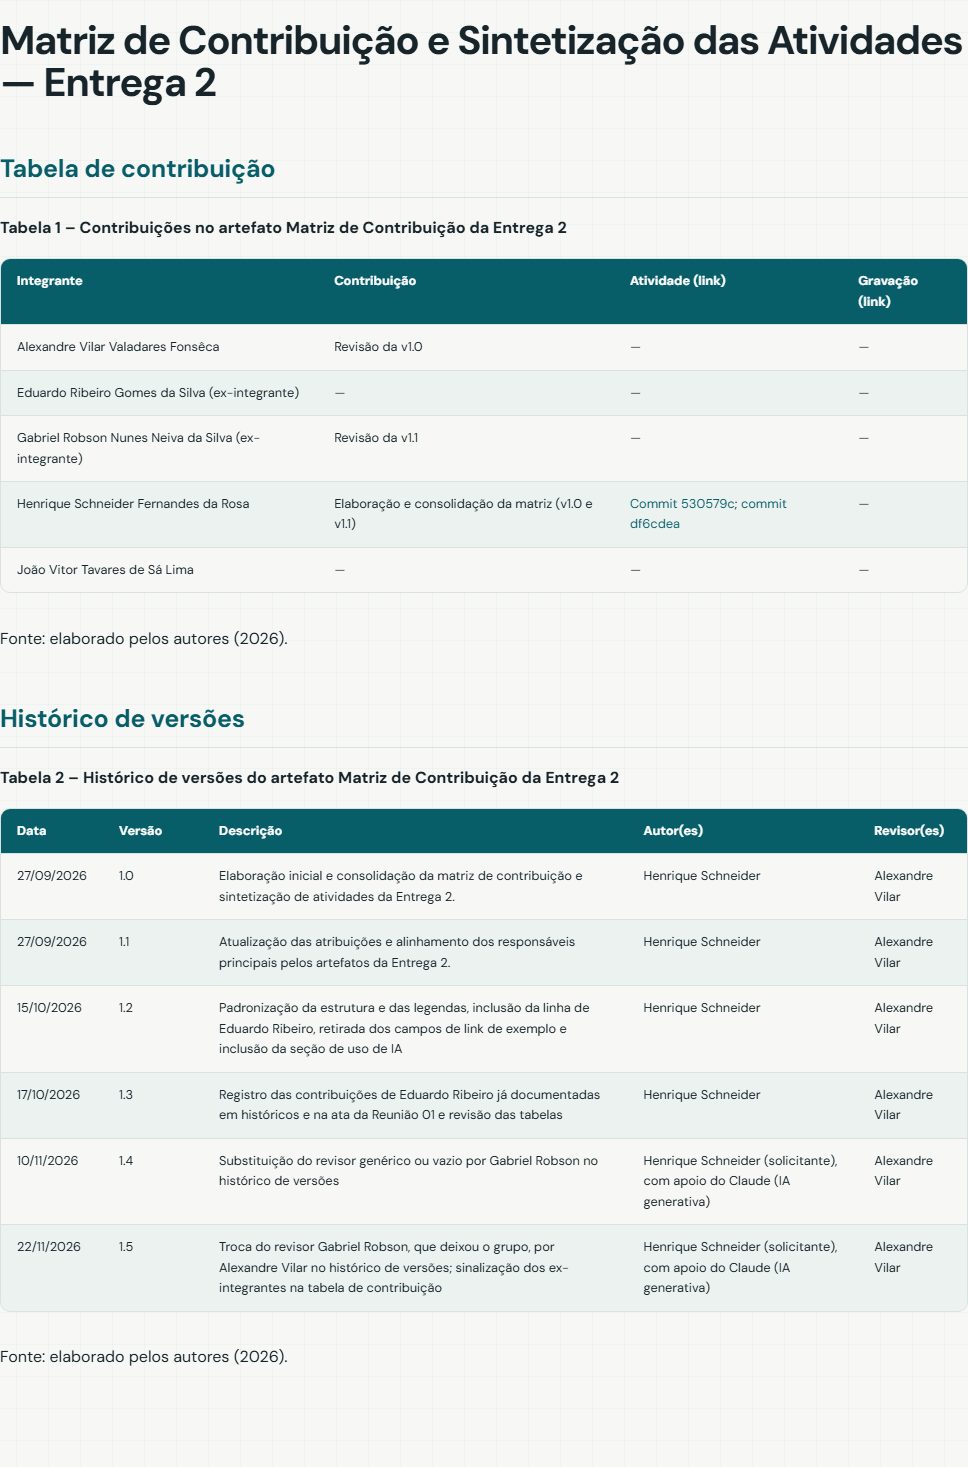 Matriz de Contribuição e Sintetização das Atividades
— Entrega 2
Tabela de contribuição
Tabela 1 – Contribuições no artefato Matriz de Contribuição da Entrega 2
Integrante Contribuição Atividade (link) Gravação
(link)
Alexandre Vilar Valadares Fonsêca Revisão da v1.0 — —
Eduardo Ribeiro Gomes da Silva (ex-integrante) — — —
Gabriel Robson Nunes Neiva da Silva (ex- Revisão da v1.1 — —
integrante)
Henrique Schneider Fernandes da Rosa Elaboração e consolidação da matriz (v1.0 e Commit 530579c; commit —
v1.1) df6cdea
João Vitor Tavares de Sá Lima — — —
Fonte: elaborado pelos autores (2026).
Histórico de versões
Tabela 2 – Histórico de versões do artefato Matriz de Contribuição da Entrega 2
Data Versão Descrição Autor(es) Revisor(es)
27/09/2026 1.0 Elaboração inicial e consolidação da matriz de contribuição e Henrique Schneider Alexandre
sintetização de atividades da Entrega 2. Vilar
27/09/2026 1.1 Atualização das atribuições e alinhamento dos responsáveis Henrique Schneider Alexandre
principais pelos artefatos da Entrega 2. Vilar
15/10/2026 1.2 Padronização da estrutura e das legendas, inclusão da linha de Henrique Schneider Alexandre
Eduardo Ribeiro, retirada dos campos de link de exemplo e Vilar
inclusão da seção de uso de IA
17/10/2026 1.3 Registro das contribuições de Eduardo Ribeiro já documentadas Henrique Schneider Alexandre
em históricos e na ata da Reunião 01 e revisão das tabelas Vilar
10/11/2026 1.4 Substituição do revisor genérico ou vazio por Gabriel Robson no Henrique Schneider (solicitante), Alexandre
histórico de versões com apoio do Claude (IA Vilar
generativa)
22/11/2026 1.5 Troca do revisor Gabriel Robson, que deixou o grupo, por Henrique Schneider (solicitante), Alexandre
Alexandre Vilar no histórico de versões; sinalização dos ex- com apoio do Claude (IA Vilar
integrantes na tabela de contribuição generativa)
Fonte: elaborado pelos autores (2026).